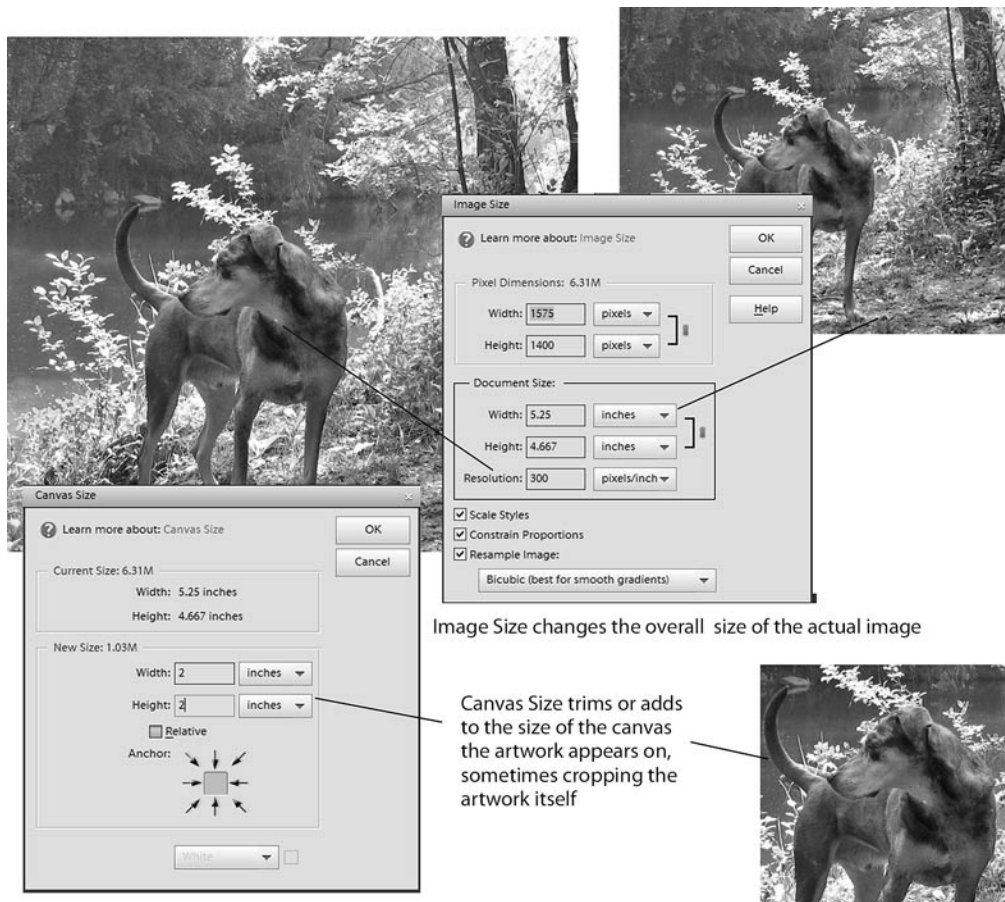 Image Size
Learn more about: Image Size
OK
Cancel
Help
Pixel Dimensions: 6.31M
Width: 1575 pixels
Height: 1400 pixels
Document Size:
Width: 5.25 inches
Height: 4.667 inches
Resolution: 300 pixels/inch
Scale Styles
Constrain Proportions
Resample Image:
Bicubic (best for smooth gradients)
Canvas Size
Learn more about: Canvas Size
OK
Cancel
Current Size: 6.31M
Width: 5.25 inches
Height: 4.667 inches
New Size: 1.03M
Width: 2 inches
Height: 2 inches
Relative
Anchor:
White
Image Size changes the overall size of the actual image
Canvas Size trims or adds
to the size of the canvas
the artwork appears on,
sometimes cropping the
artwork itself